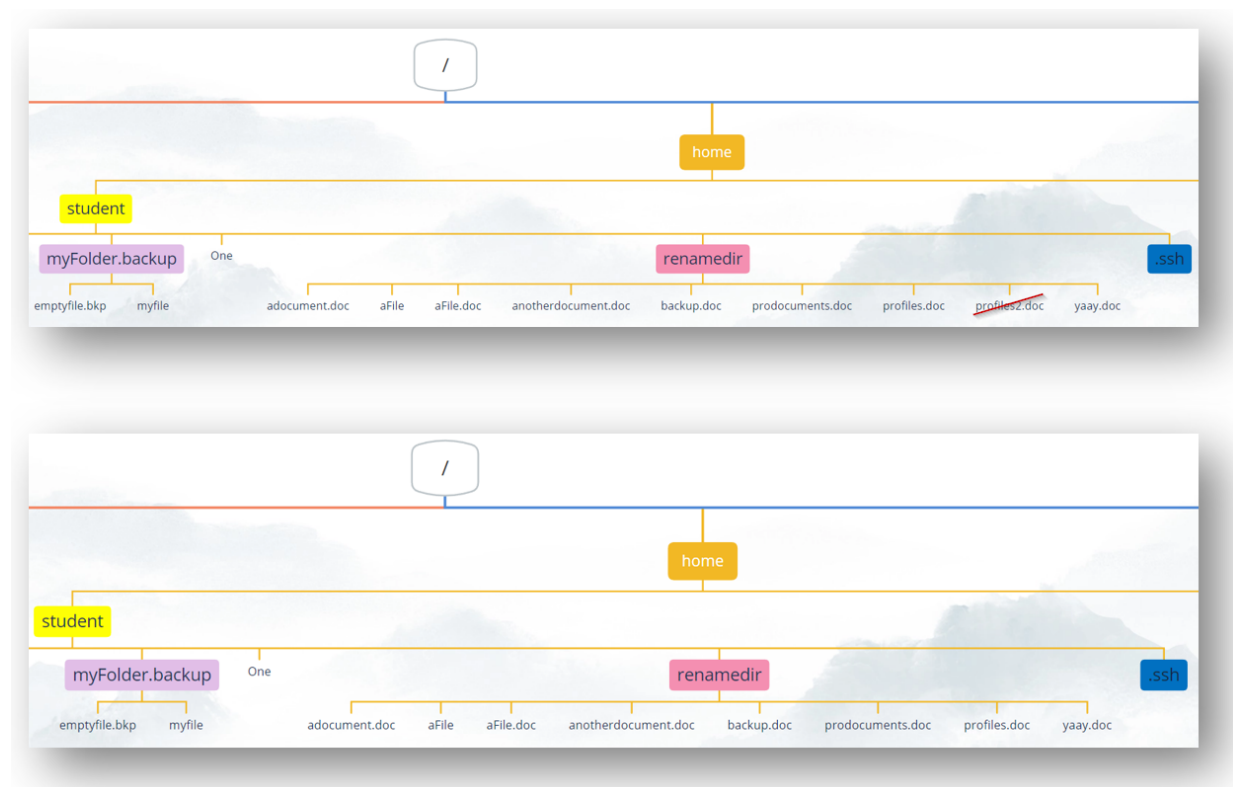 /
home
student
myFolder.backup One renamedir .ssh
emptyfile.bkp myfile adocument.doc aFile aFile.doc anotherdocument.doc backup.doc prodocuments.doc profiles.doc profiles2.doc yaay.doc
/
home
student
myFolder.backup One renamedir .ssh
emptyfile.bkp myfile adocument.doc aFile aFile.doc anotherdocument.doc backup.doc prodocuments.doc profiles.doc yaay.doc